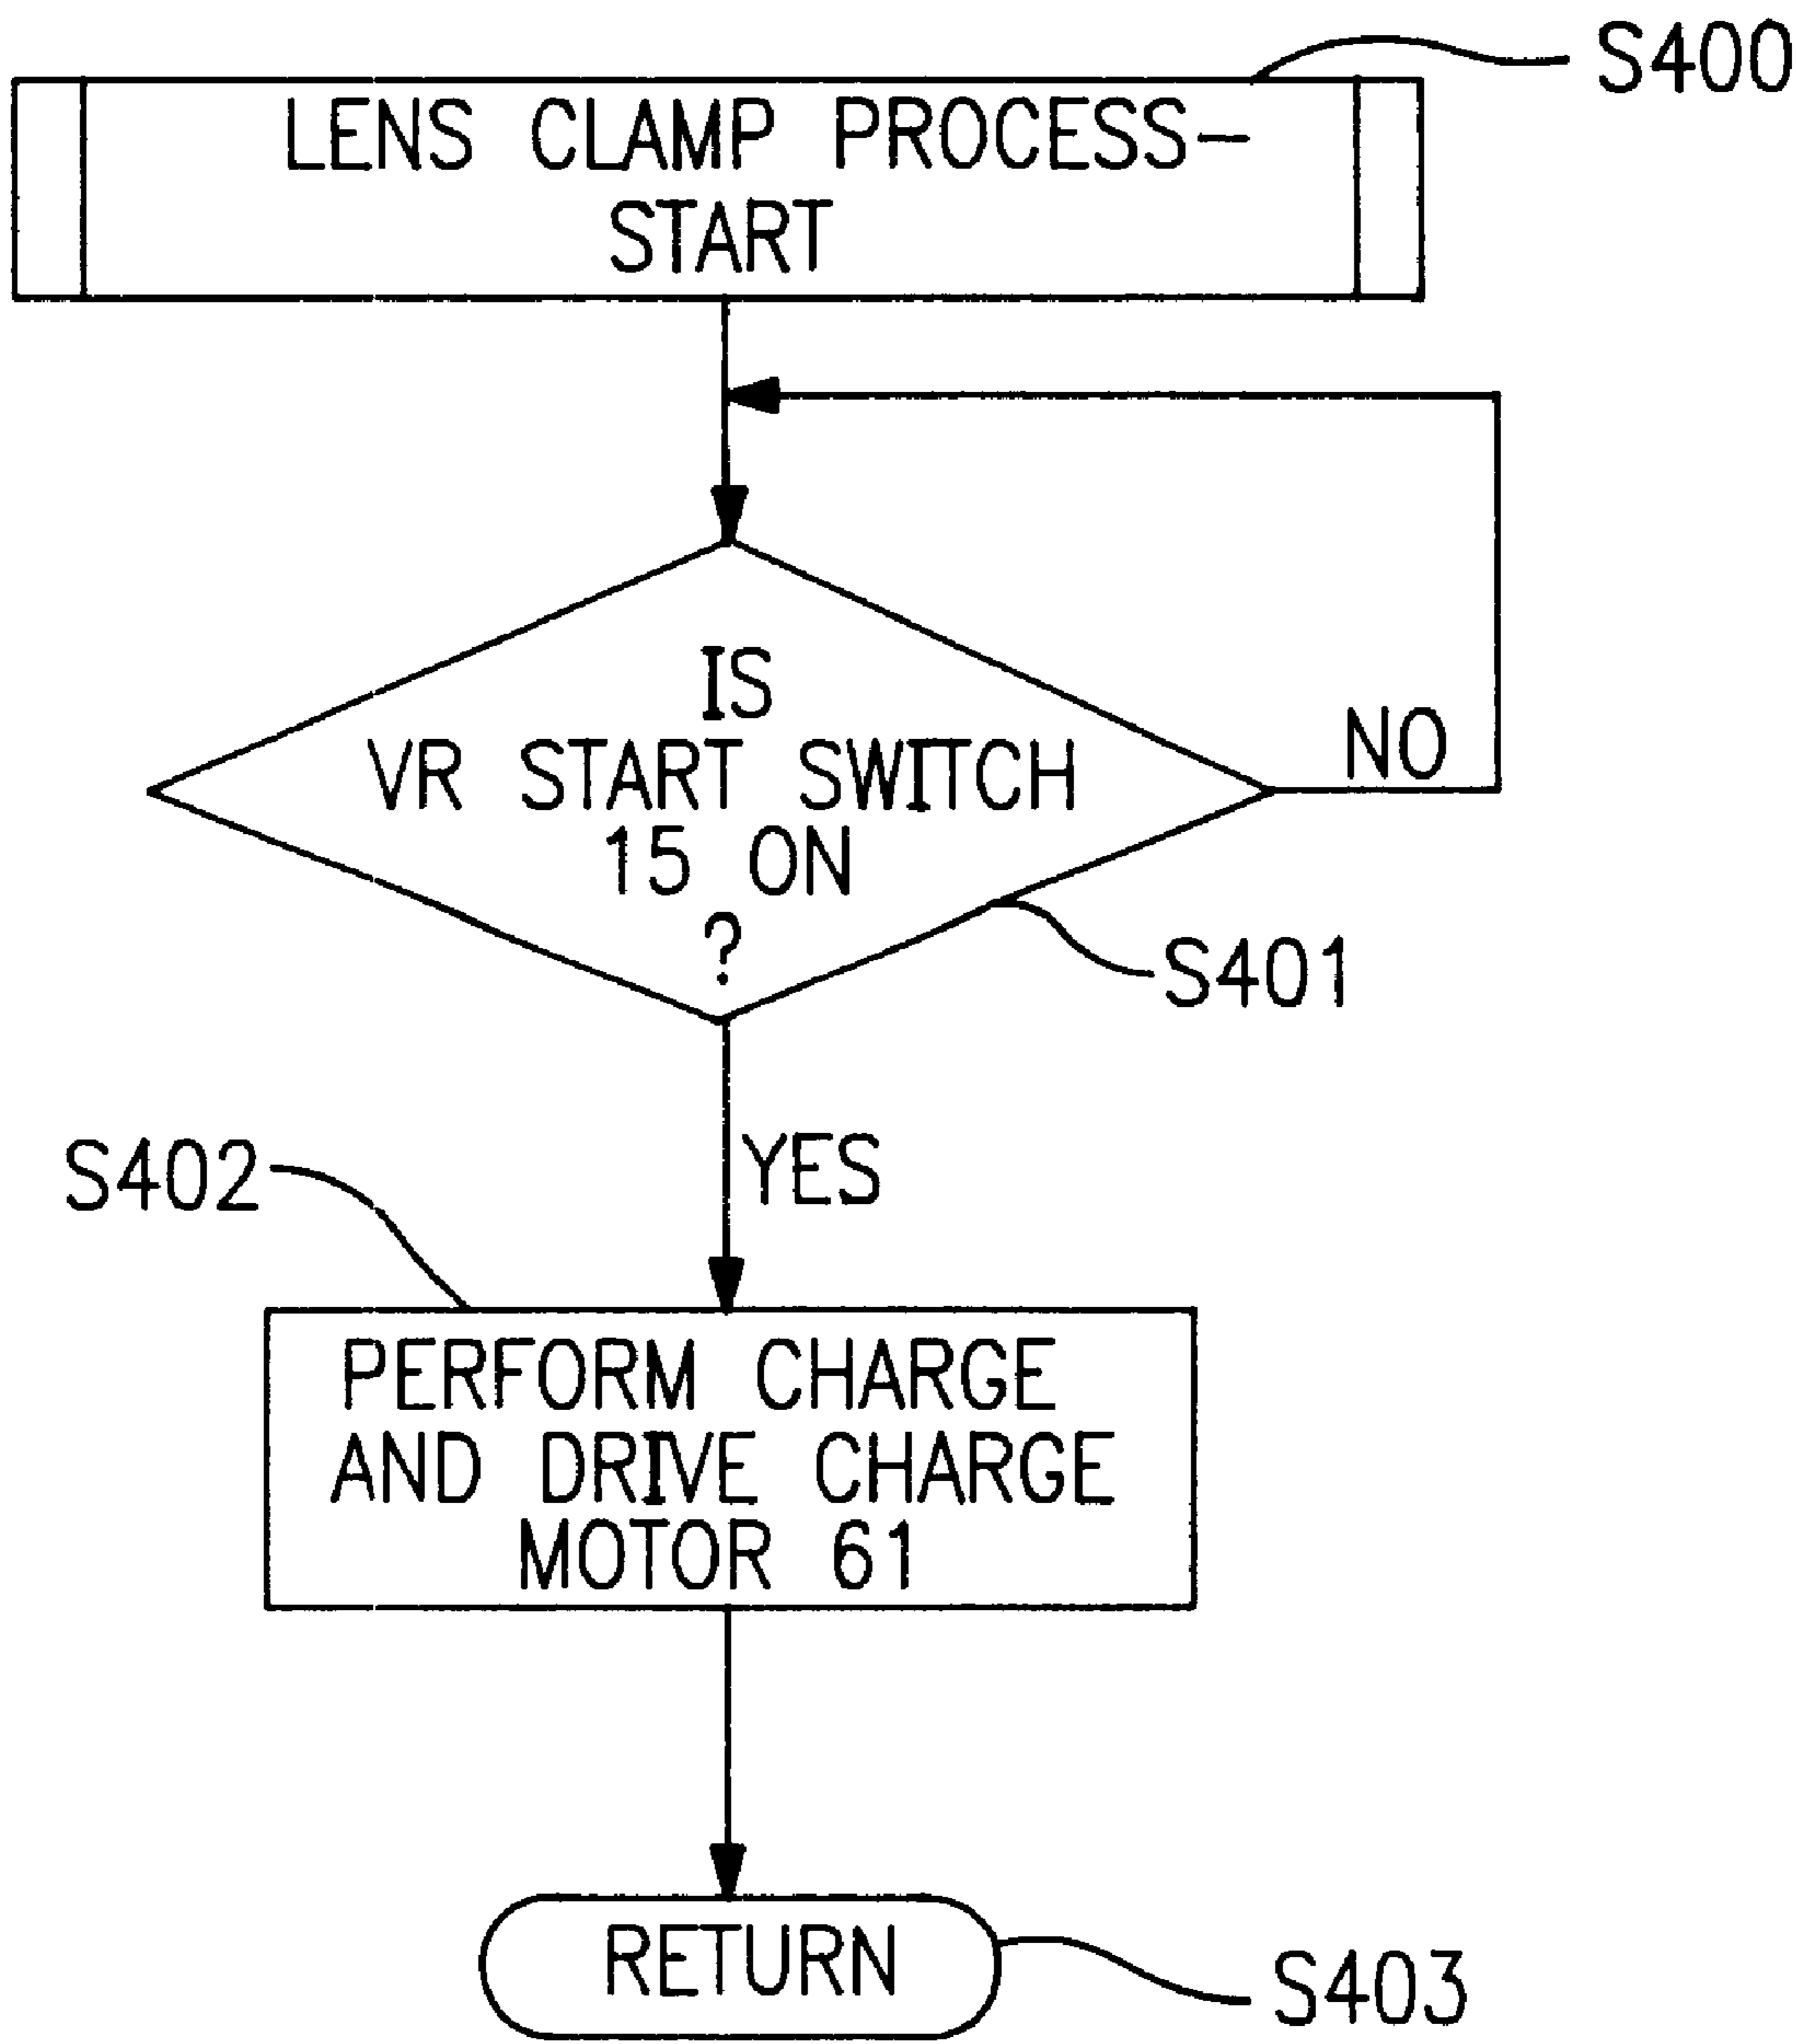 S400
LENS CLAMP PROCESS-
START
IS
VR START SWITCH
15 ON
?
NO
S401
YES
S402
PERFORM CHARGE
AND DRIVE CHARGE
MOTOR 61
RETURN
S403